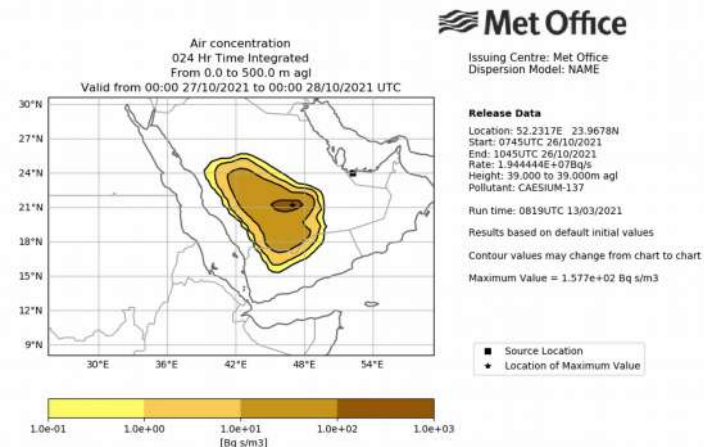 Met Office
Air concentration
024 Hr Time Integrated
From 0.0 to 500.0 m agl
Valid from 00:00 27/10/2021 to 00:00 28/10/2021 UTC
30°N
27°N
24°N
21°N
18°N
15°N
12°N
9°N
30°E 36°E 42°E 48°E 54°E
1.0e-01 1.0e+00 1.0e+01 1.0e+02 1.0e+03
[Bq s/m3]
Issuing Centre: Met Office
Dispersion Model: NAME
Release Data
Location: 52.2317E 23.9678N
Start: 0745UTC 26/10/2021
End: 1045UTC 26/10/2021
Rate: 1.944444E+07Bq/s
Height: 39.000 to 39.000m agl
Pollutant: CAESIUM-137
Run time: 0819UTC 13/03/2021
Results based on default initial values
Contour values may change from chart to chart
Maximum Value = 1.577e+02 Bq s/m3
Source Location
Location of Maximum Value